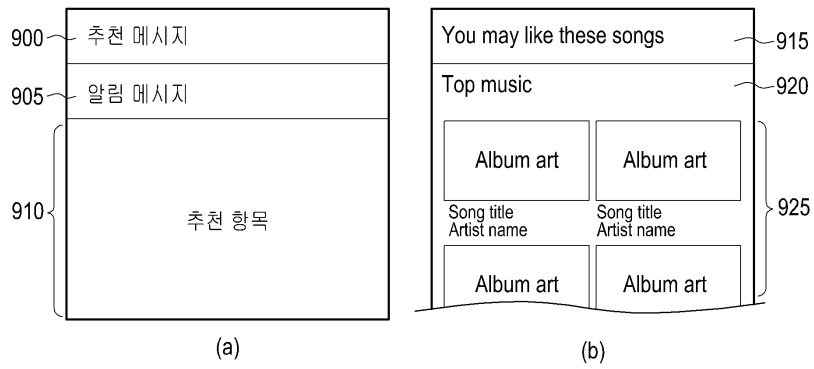 900
추천 메시지
905
알림 메시지
910
추천 항목
(a)
You may like these songs
915
Top music
920
Album art
Album art
925
Song title
Artist name
Song title
Artist name
Album art
Album art
(b)